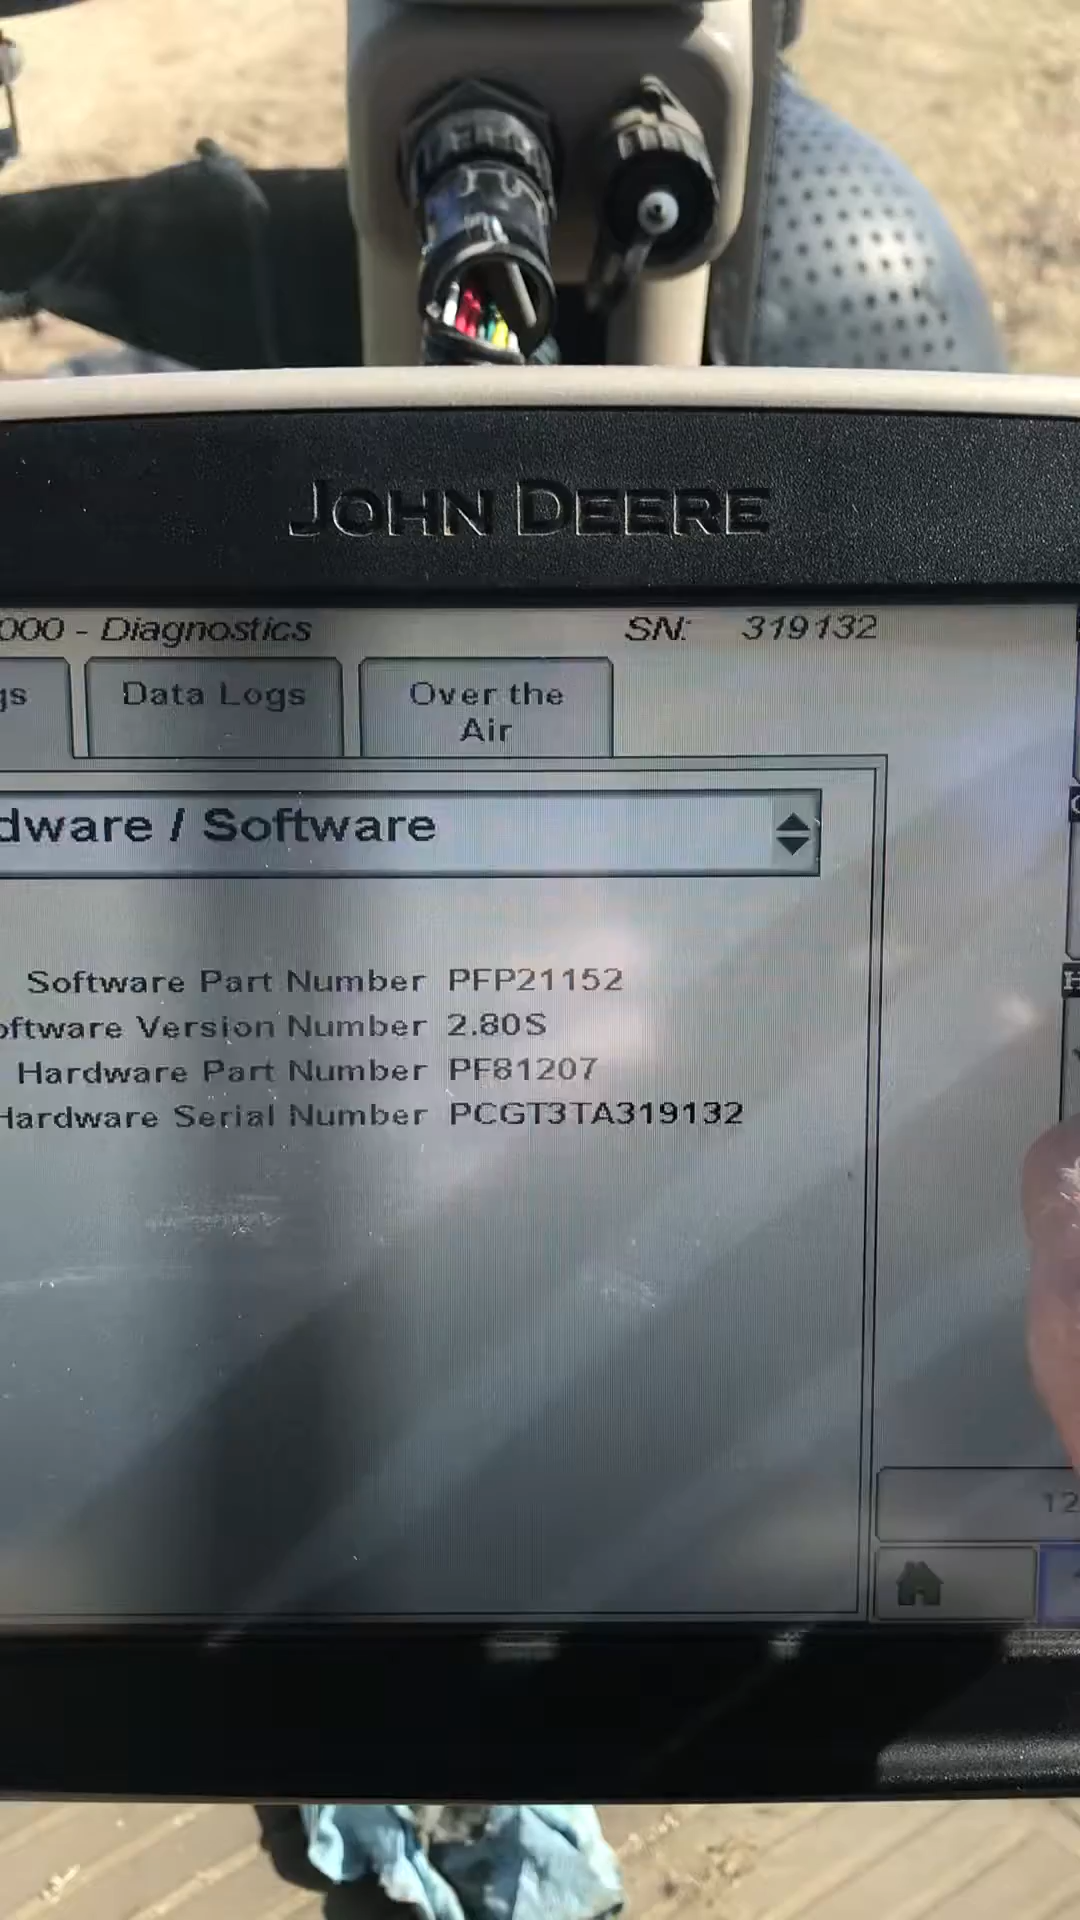 JOHN DEERE
000 - Diagnostics SN: 319132
gs Data Logs Over the
Air
dware / Software
Software Part Number PFP21152
oftware Version Number 2.80S
Hardware Part Number PF81207
Hardware Serial Number PCGT3TA319132
12